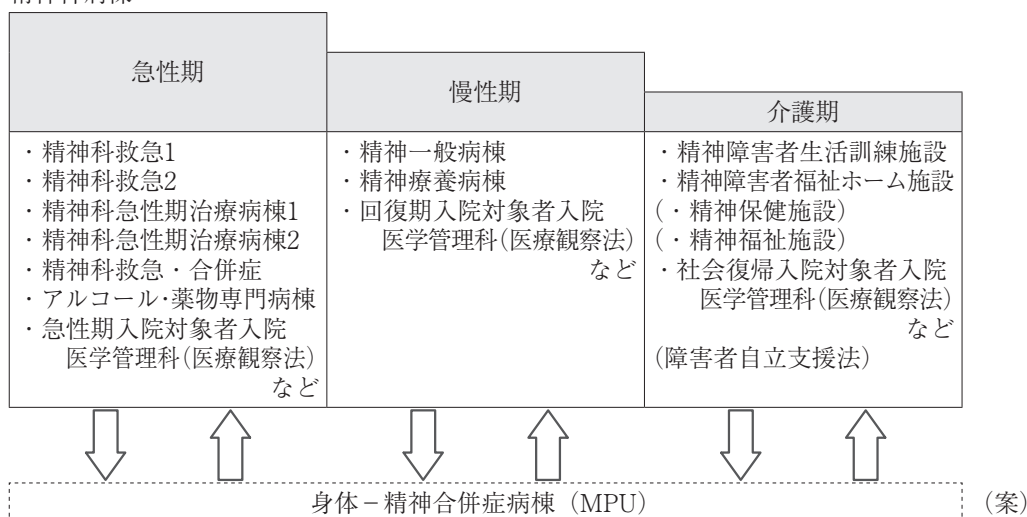 急性期
・精神科救急1
・精神科救急2
・精神科急性期治療病棟1
・精神科急性期治療病棟2
・精神科救急・合併症
・アルコール・薬物専門病棟
・急性期入院対象者入院
医学管理科(医療観察法)
など
慢性期
・精神一般病棟
・精神療養病棟
・回復期入院対象者入院
医学管理科(医療観察法)
など
介護期
・精神障害者生活訓練施設
・精神障害者福祉ホーム施設
(・精神保健施設)
(・精神福祉施設)
・社会復帰入院対象者入院
医学管理科(医療観察法)
など
(障害者自立支援法)
身体－精神合併症病棟（MPU）
（案）